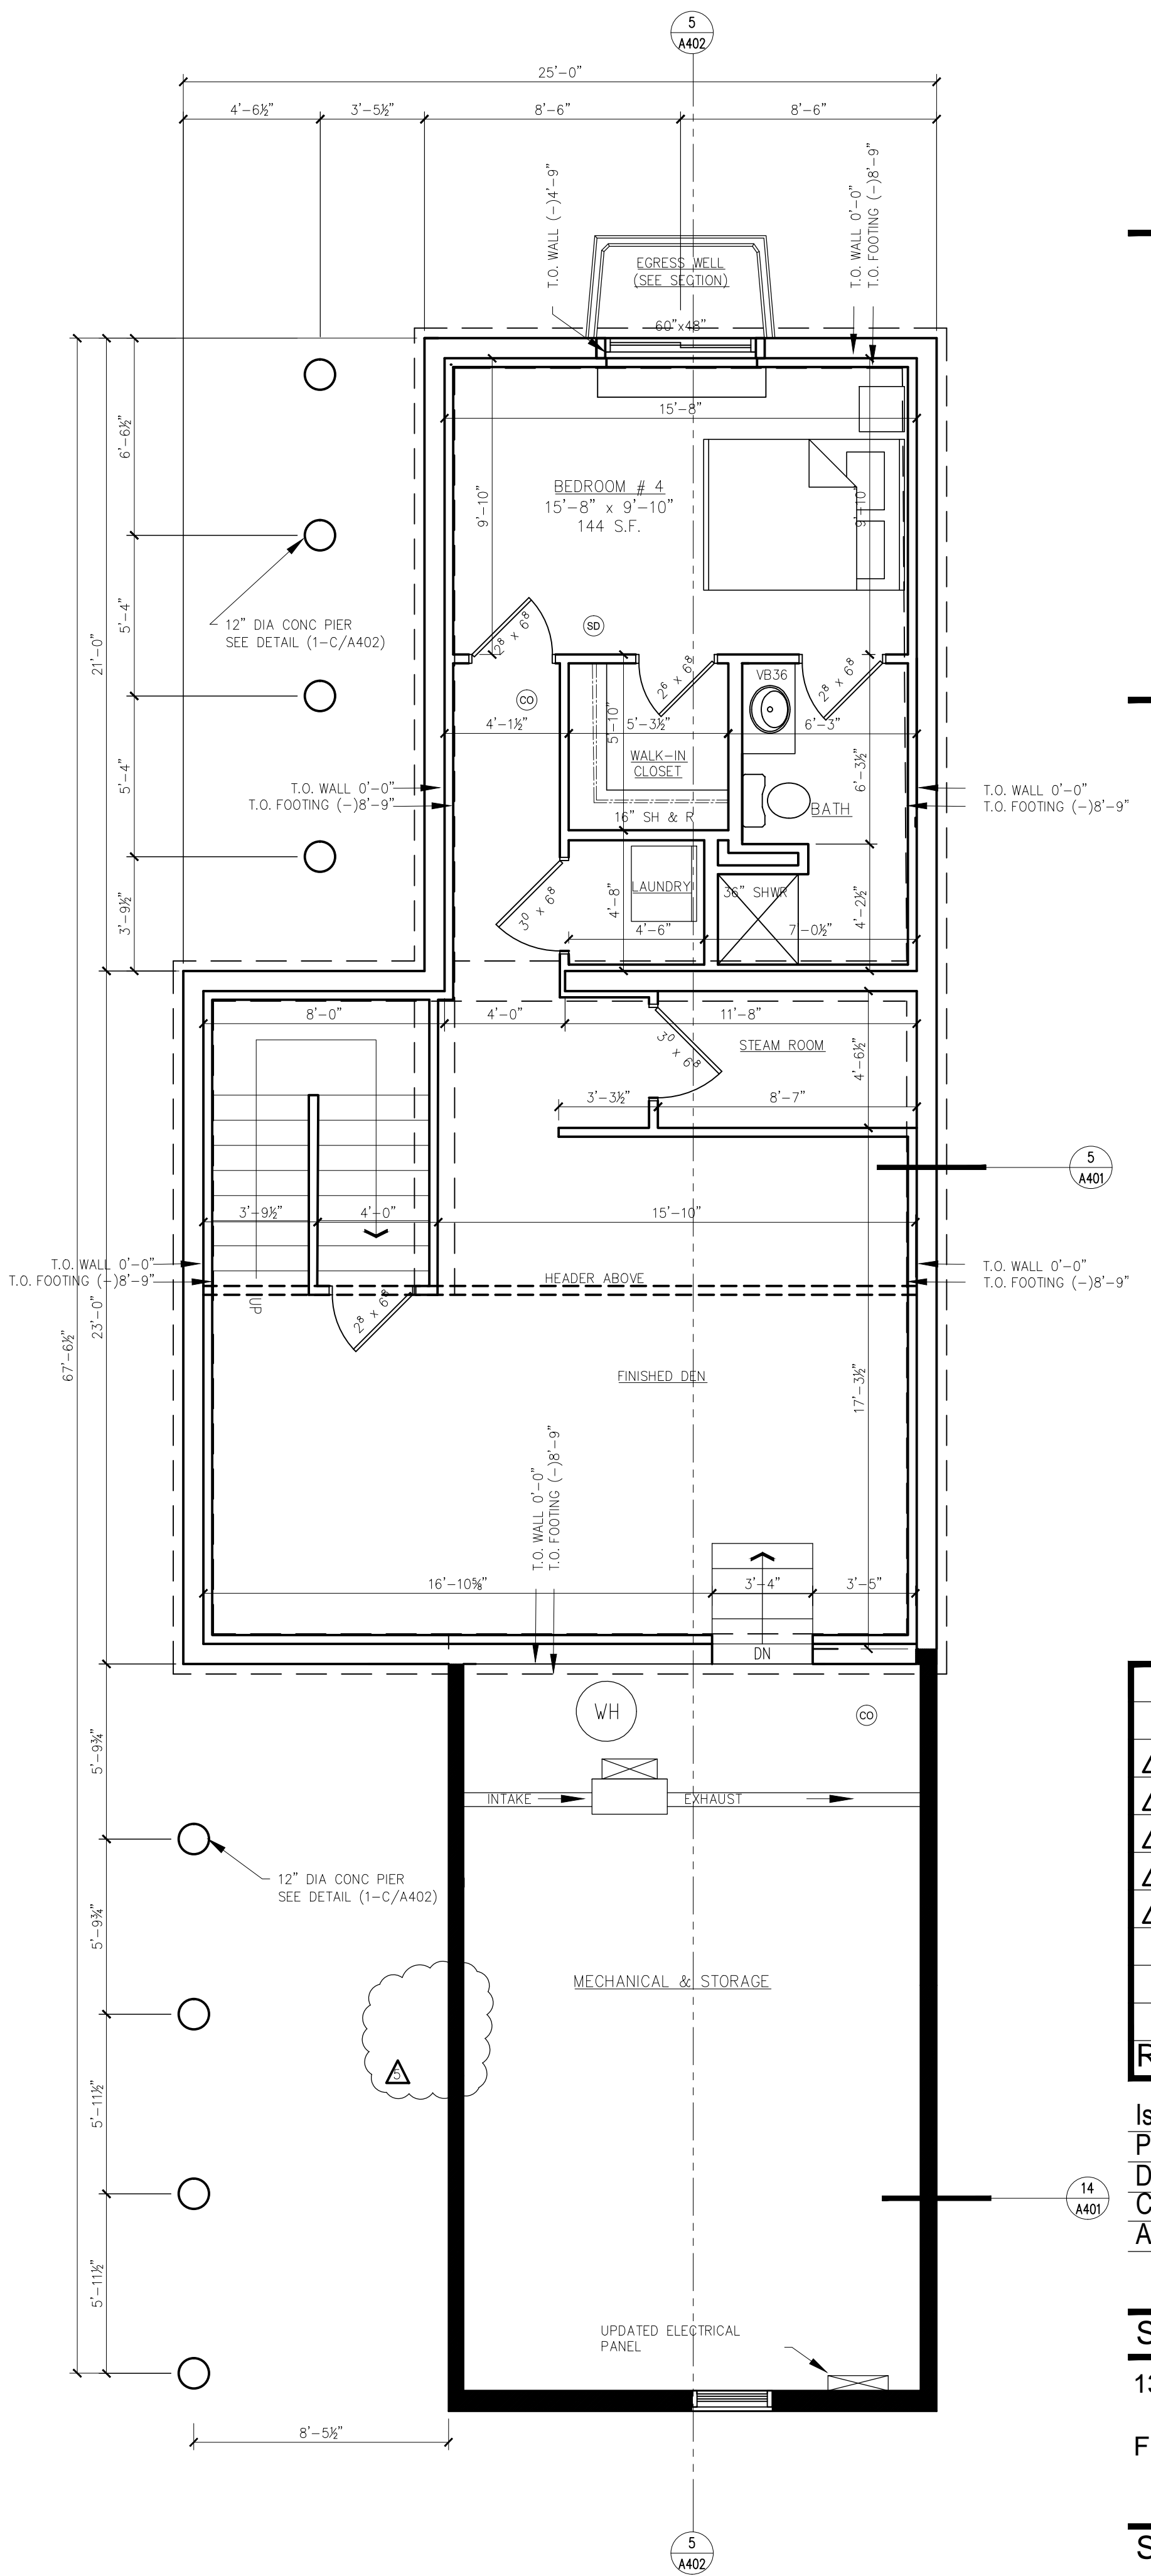 5
A402
25'-0"
4'-6½"
3'-5½"
8'-6"
8'-6"
T.O. WALL (-)4'-9"
T.O. WALL 0'-0"
T.O. FOOTING (-)8'-9"
EGRESS WELL
(SEE SECTION)
60"x48"
15'-8"
6'-6½"
9'-10"
BEDROOM # 4
15'-8" x 9'-10"
144 S.F.
9'-10
12" DIA CONC PIER
SEE DETAIL (1-C/A402)
5'-4"
21'-0"
28 x 68
SD
26 x 68
VB36
28 x 68
CO
4'-1½"
5'-3½"
5'-10"
6'-3"
WALK-IN
CLOSET
5'-4"
6'-3½"
T.O. WALL 0'-0"
T.O. FOOTING (-)8'-9"
T.O. WALL 0'-0"
T.O. FOOTING (-)8'-9"
BATH
16" SH & R
3'-9½"
30 x 68
4'-8"
LAUNDRY
36" SHWR
4'-2½"
4'-6"
7'-0½"
8'-0"
4'-0"
11'-8"
30 x 68
STEAM ROOM
4'-6½"
3'-3½"
8'-7"
5
A401
3'-9½"
4'-0"
15'-10"
T.O. WALL 0'-0"
T.O. FOOTING (-)8'-9"
HEADER ABOVE
T.O. WALL 0'-0"
T.O. FOOTING (-)8'-9"
UP
28 x 68
23'-0"
67'-6½"
FINISHED DEN
17'-3½"
T.O. WALL 0'-0"
T.O. FOOTING (-)8'-9"
16'-10⅝"
3'-4"
3'-5"
DN
WH
CO
5'-9¾"
INTAKE
EXHAUST
12" DIA CONC PIER
SEE DETAIL (1-C/A402)
5'-9¾"
MECHANICAL & STORAGE
5
R
5'-11½"
Is
P
D
C
A
14
A401
5'-11½"
UPDATED ELECTRICAL
PANEL
S
13
F
8'-5½"
5
A402
S